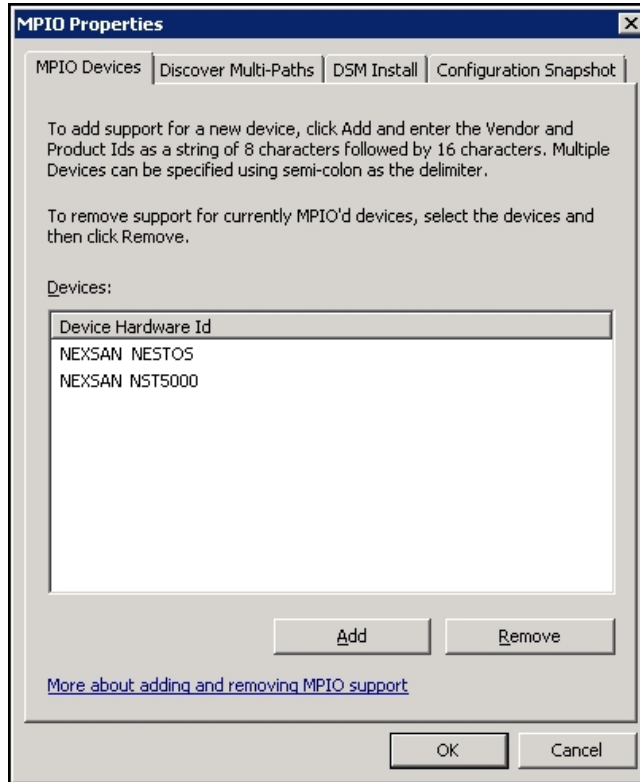 MPIO Properties
MPIO Devices Discover Multi-Paths DSM Install Configuration Snapshot
To add support for a new device, click Add and enter the Vendor and
Product Ids as a string of 8 characters followed by 16 characters. Multiple
Devices can be specified using semi-colon as the delimiter.
To remove support for currently MPIO'd devices, select the devices and
then click Remove.
Devices:
Device Hardware Id
NEXSAN  NESTOS
NEXSAN NST5000
Add Remove
More about adding and removing MPIO support
OK Cancel